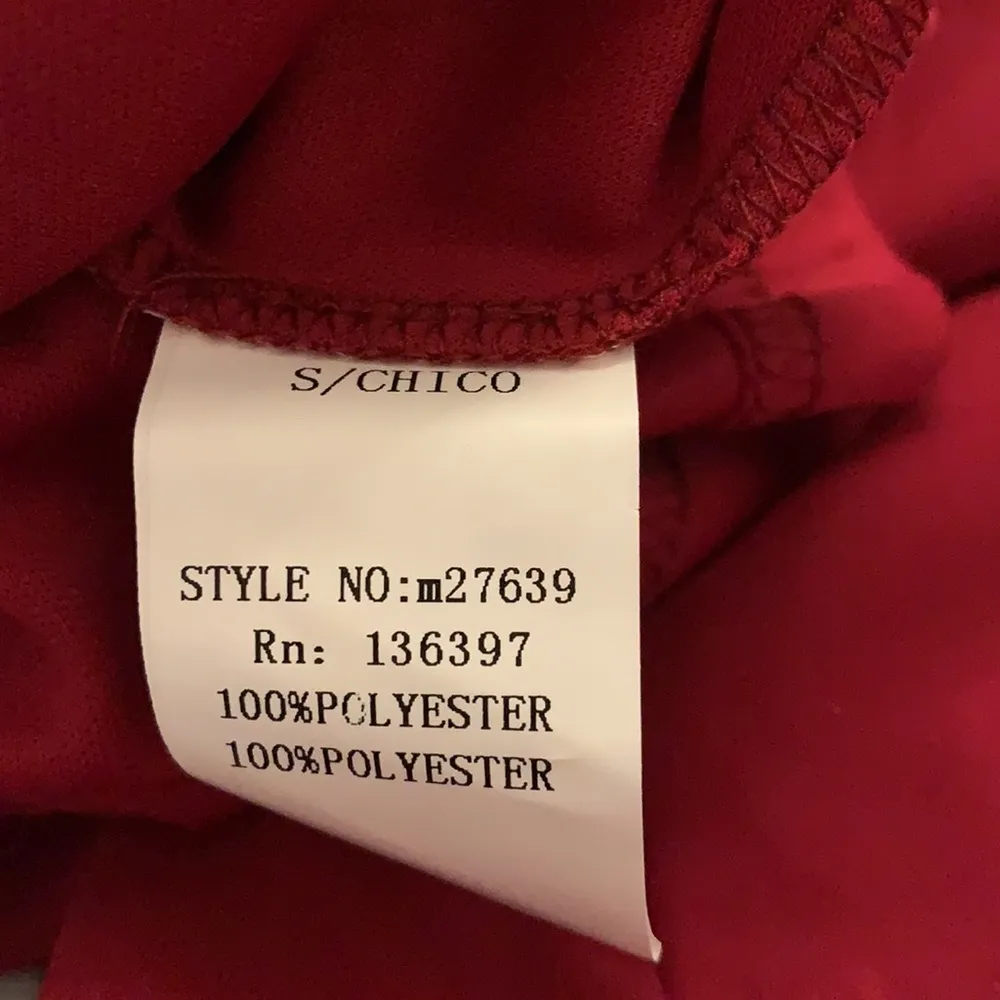 S/CHICO
STYLE NO:m27639
Rn: 136397
100%POLYESTER
100%POLYESTER